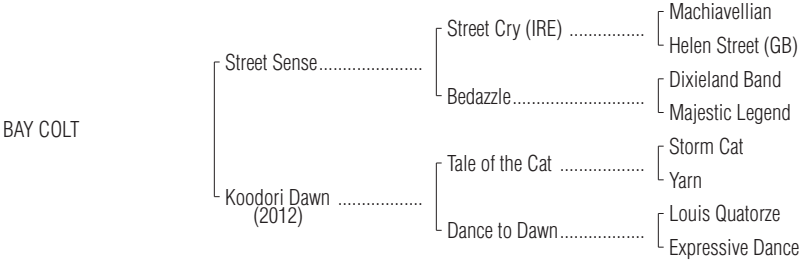 Machiavellian
Street Cry (IRE) ................
Helen Street (GB)
Street Sense......................
Dixieland Band
Bedazzle............................
Majestic Legend
BAY COLT
Storm Cat
Tale of the Cat ..................
Yarn
Koodori Dawn ..................
(2012)
Louis Quatorze
Dance to Dawn..................
Expressive Dance